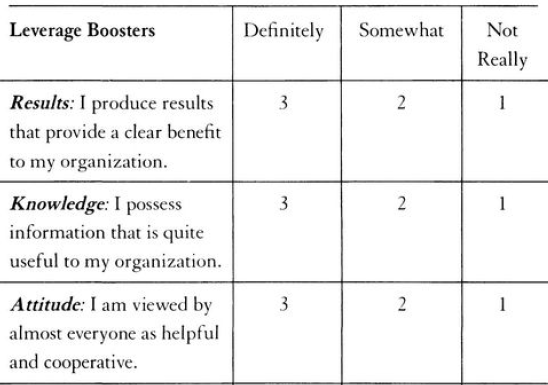 Leverage Boosters Definitely Somewhat Not
Really
Results: I produce results 3 2 1
that provide a clear benefit
to my organization.
Knowledge: I possess 3 2 1
information that is quite
useful to my organization.
Attitude: I am viewed by 3 2 1
almost everyone as helpful
and cooperative.